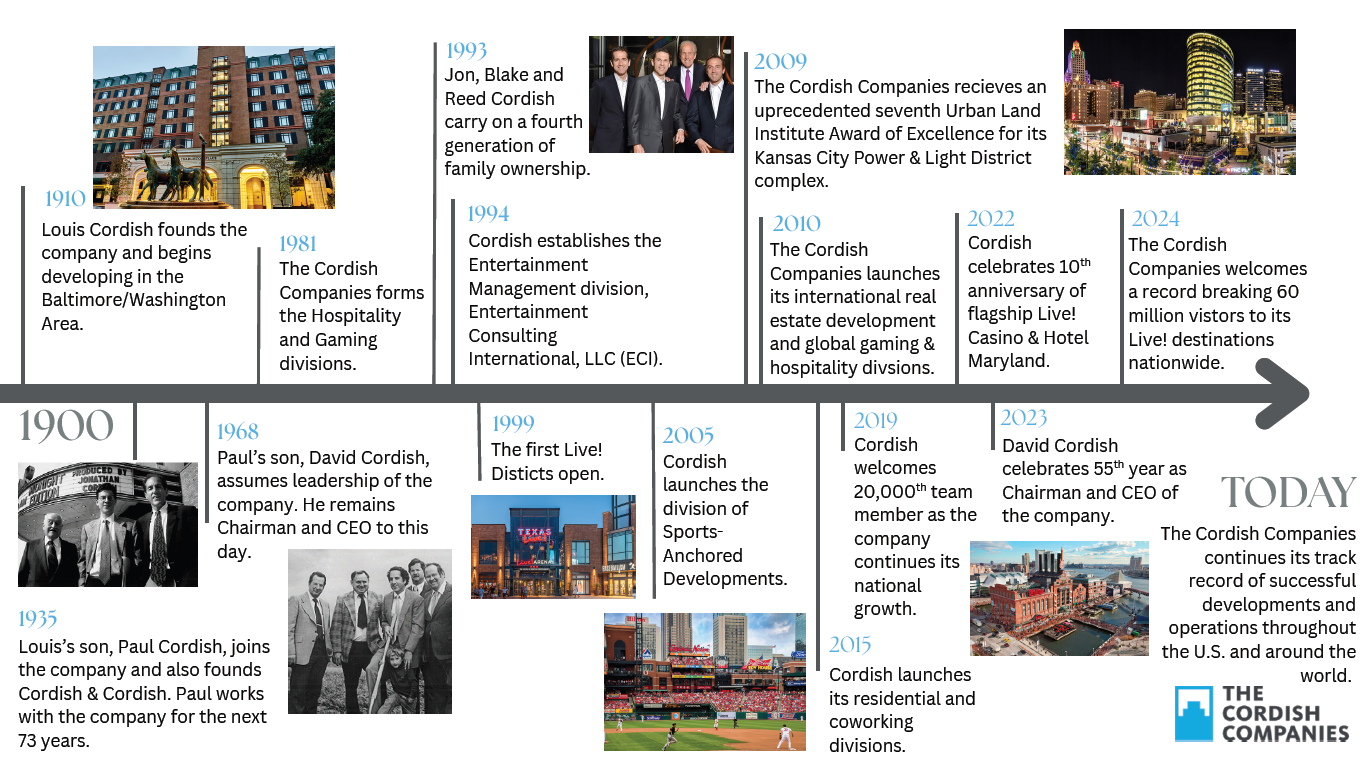 1910
Louis Cordish founds the
company and begins
developing in the
Baltimore/Washington
Area.
1981
The Cordish
Companies forms
the Hospitality
and Gaming
divisions.
1993
Jon, Blake and
Reed Cordish
carry on a fourth
generation of
family ownership.
1994
Cordish establishes the
Entertainment
Management division,
Entertainment
Consulting
International, LLC (ECI).
2009
The Cordish Companies recieves an
uprecedented seventh Urban Land
Institute Award of Excellence for its
Kansas City Power & Light District
complex.
2010
The Cordish
Companies launches
its international real
estate development
and global gaming &
hospitality divsions.
2022
Cordish
celebrates 10th
anniversary of
flagship Live!
Casino & Hotel
Maryland.
2024
The Cordish
Companies welcomes
a record breaking 60
million vistors to its
Live! destinations
nationwide.
1900
PRODUCED BY
JONATHAN
1935
Louis's son, Paul Cordish, joins
the company and also founds
Cordish & Cordish. Paul works
with the company for the next
73 years.
1968
Paul's son, David Cordish,
assumes leadership of the
company. He remains
Chairman and CEO to this
day.
1999
The first Live!
Disticts open.
TEXAS
Live!
ARENA
2005
Cordish
launches the
division of
Sports-
Anchored
Developments.
2015
Cordish launches
its residential and
coworking
divisions.
2019
Cordish
welcomes
20,000th team
member as the
company
continues its
national
growth.
2023
David Cordish
celebrates 55th year as
Chairman and CEO of
the company.
TODAY
The Cordish Companies
continues its track
record of successful
developments and
operations throughout
the U.S. and around the
world.
THE
CORDISH
COMPANIES